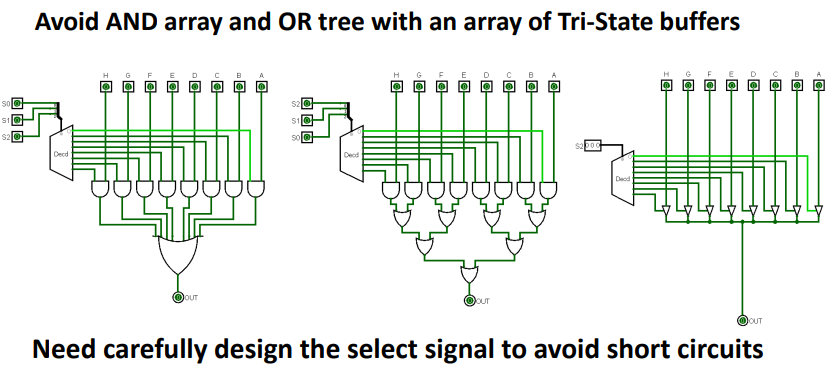 Avoid AND array and OR tree with an array of Tri-State buffers
H G F E D C B A
S0
S1
S2
Decd
OUT
H G F E D C B A
S2
S1
S0
Decd
OUT
H G F E D C B A
S2 0 0 0
Decd
OUT
Need carefully design the select signal to avoid short circuits